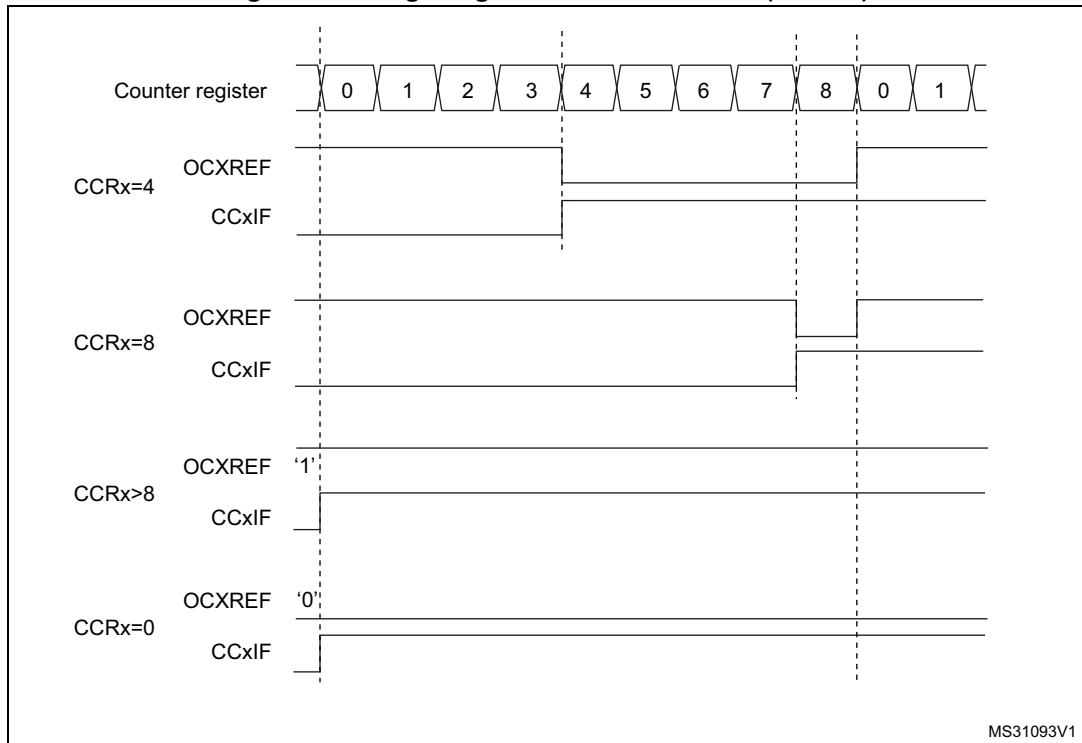 Counter register 0 1 2 3 4 5 6 7 8 0 1
OCXREF
CCRx=4
CCxIF
OCXREF
CCRx=8
CCxIF
OCXREF ‘1’
CCRx>8
CCxIF
OCXREF ‘0’
CCRx=0
CCxIF
MS31093V1